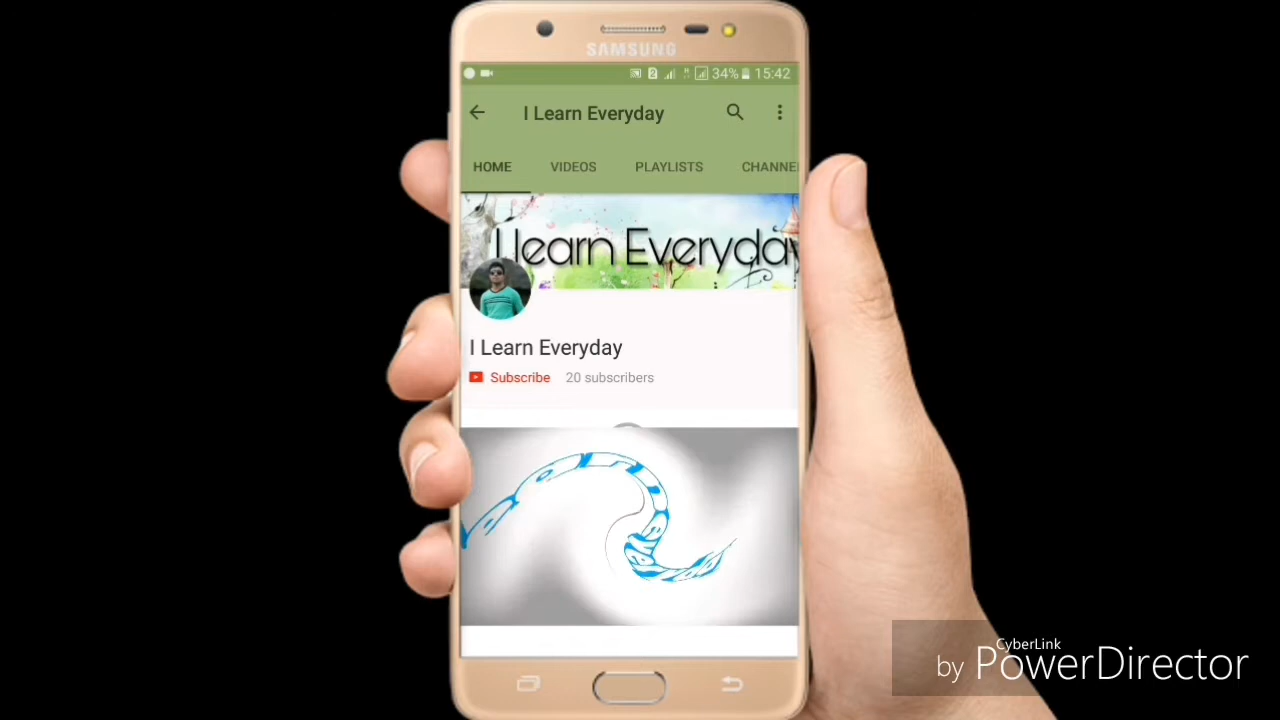 SAMSUNG
2 34% 15:42
I Learn Everyday
HOME VIDEOS PLAYLISTS CHANNE
I learn Everyday
I Learn Everyday
Subscribe 20 subscribers
CyberLink
by PowerDirector